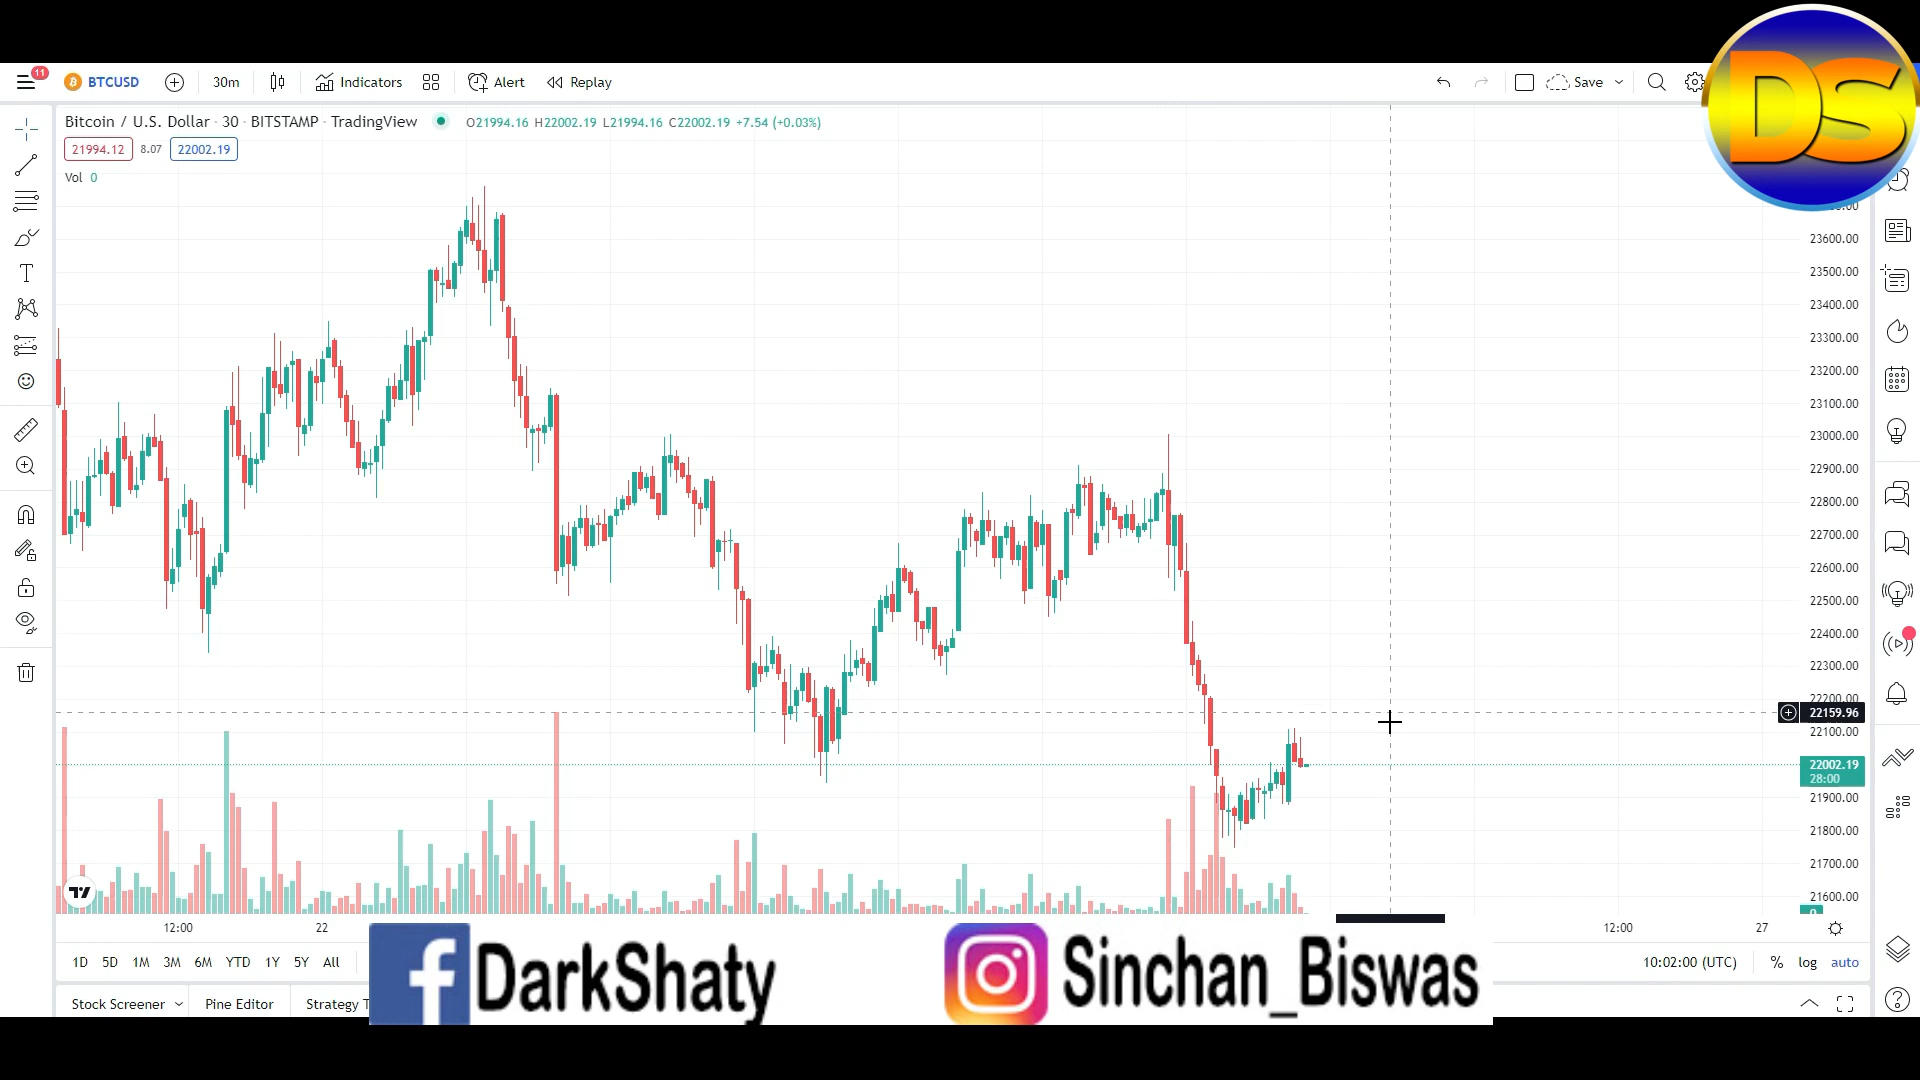 11
BTCUSD 30m Indicators Alert Replay Save
Bitcoin / U.S. Dollar · 30 · BITSTAMP · TradingView O21994.16 H22002.19 L21994.16 C22002.19 +7.54 (+0.03%)
21994.12 8.07 22002.19
Vol 0
DS
23600.00
23500.00
23400.00
23300.00
23200.00
23100.00
23000.00
22900.00
22800.00
22700.00
22600.00
22500.00
22400.00
22300.00
22200.00
22159.96
22100.00
22002.19
28:00
21900.00
21800.00
21700.00
21600.00
12:00 22 12:00 27
1D 5D 1M 3M 6M YTD 1Y 5Y All 10:02:00 (UTC) % log auto
DarkShaty
Sinchan_Biswas
Stock Screener Pine Editor Strategy T